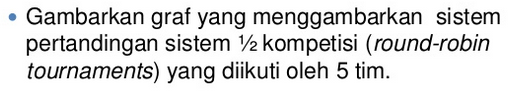 • Gambarkan graf yang menggambarkan sistem
pertandingan sistem ½ kompetisi (round-robin
tournaments) yang diikuti oleh 5 tim.